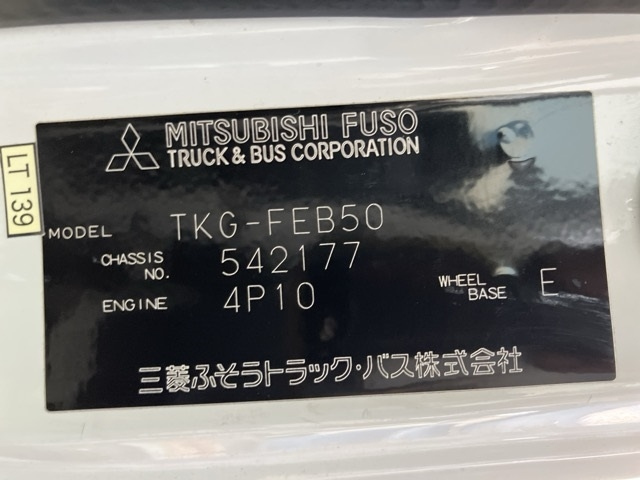 MITSUBISHI FUSO
TRUCK & BUS CORPORATION
LT 139
MODEL TKG-FEB50
CHASSIS NO. 542177
ENGINE 4P10
WHEEL BASE E
三菱ふそうトラック・バス株式会社